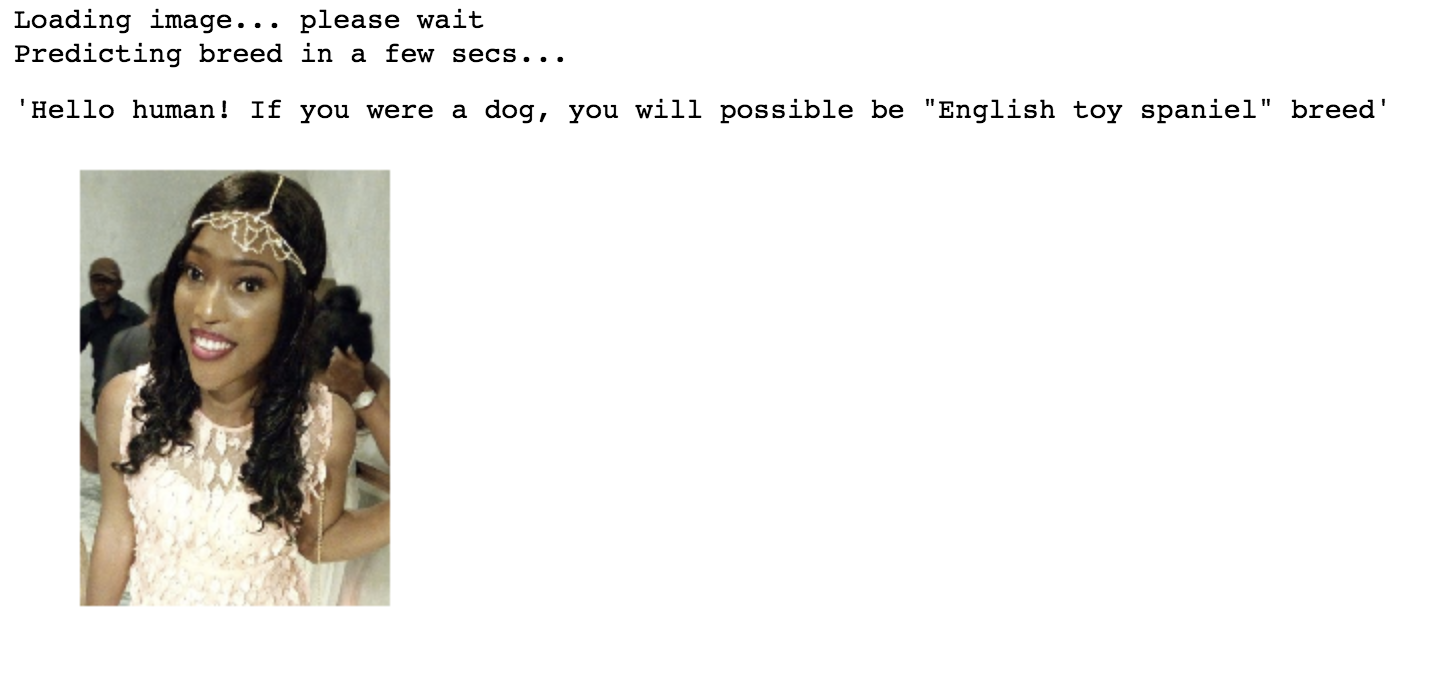 Loading image... please wait
Predicting breed in a few secs...
'Hello human! If you were a dog, you will possible be "English toy spaniel" breed'